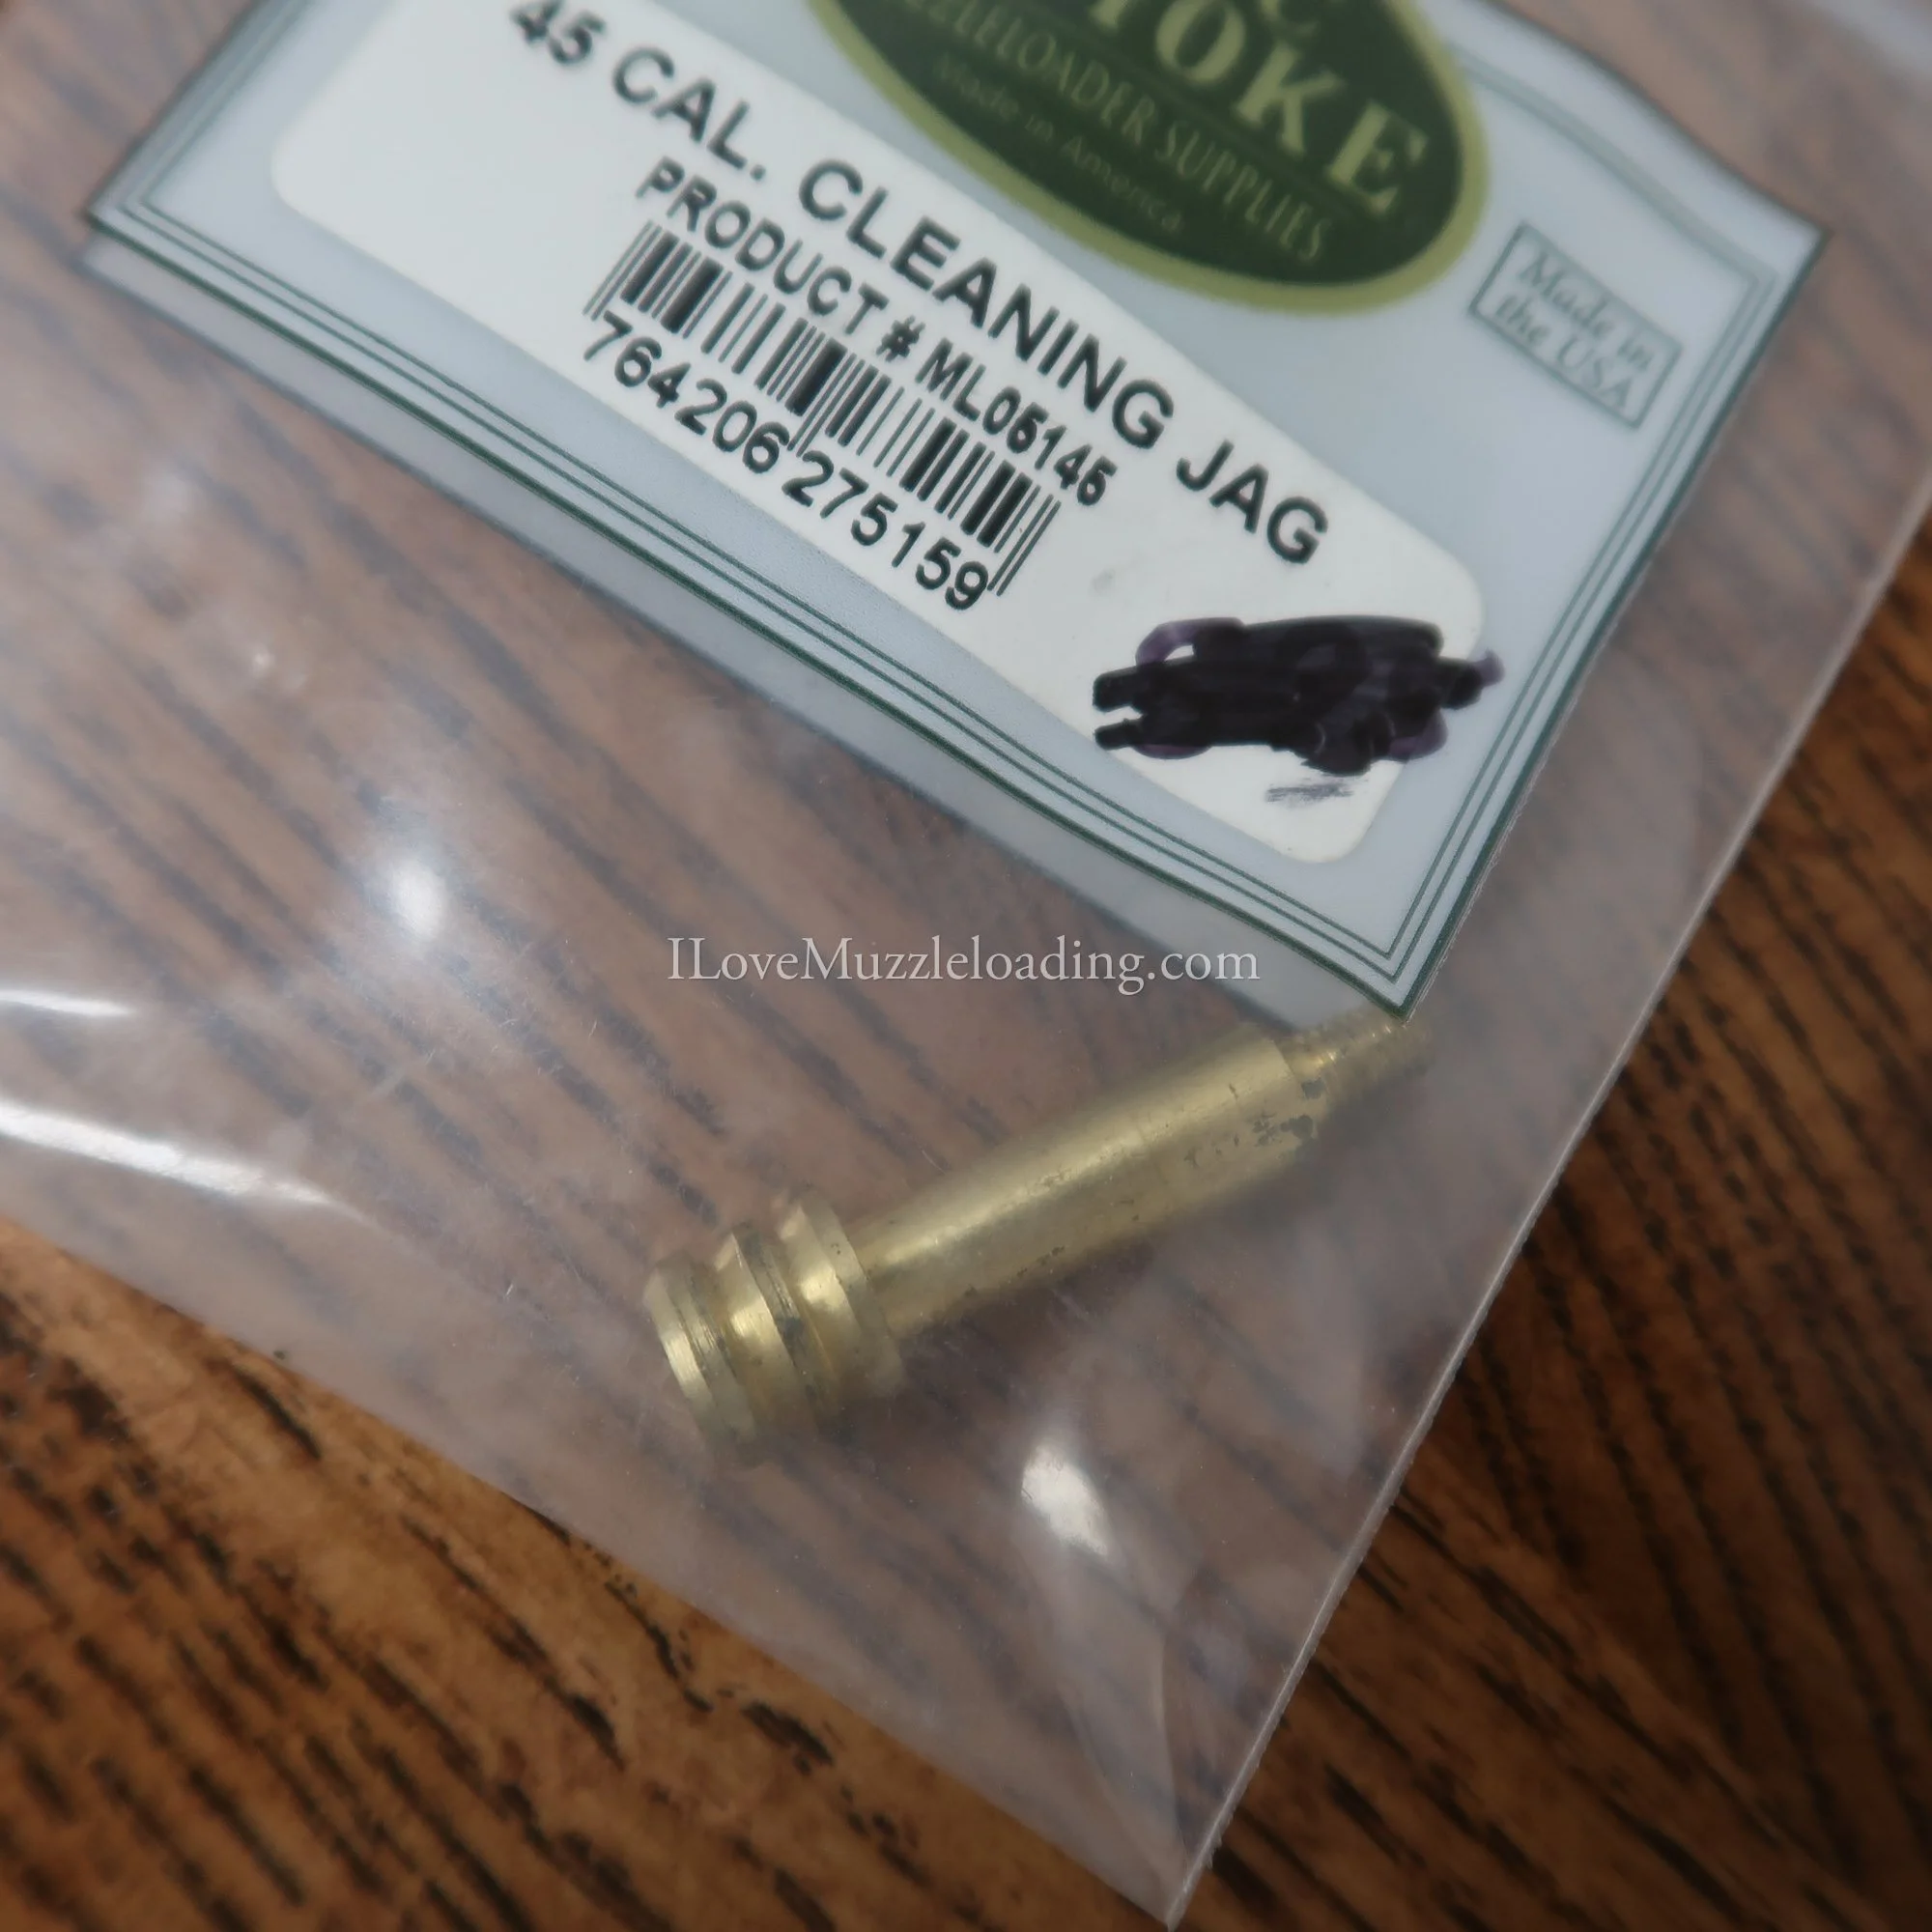 OKE
MUZZLELOADER SUPPLIES
Made in America
45 CAL. CLEANING JAG
PRODUCT # ML05145
764206 275159
Made in
the USA
ILoveMuzzleloading.com